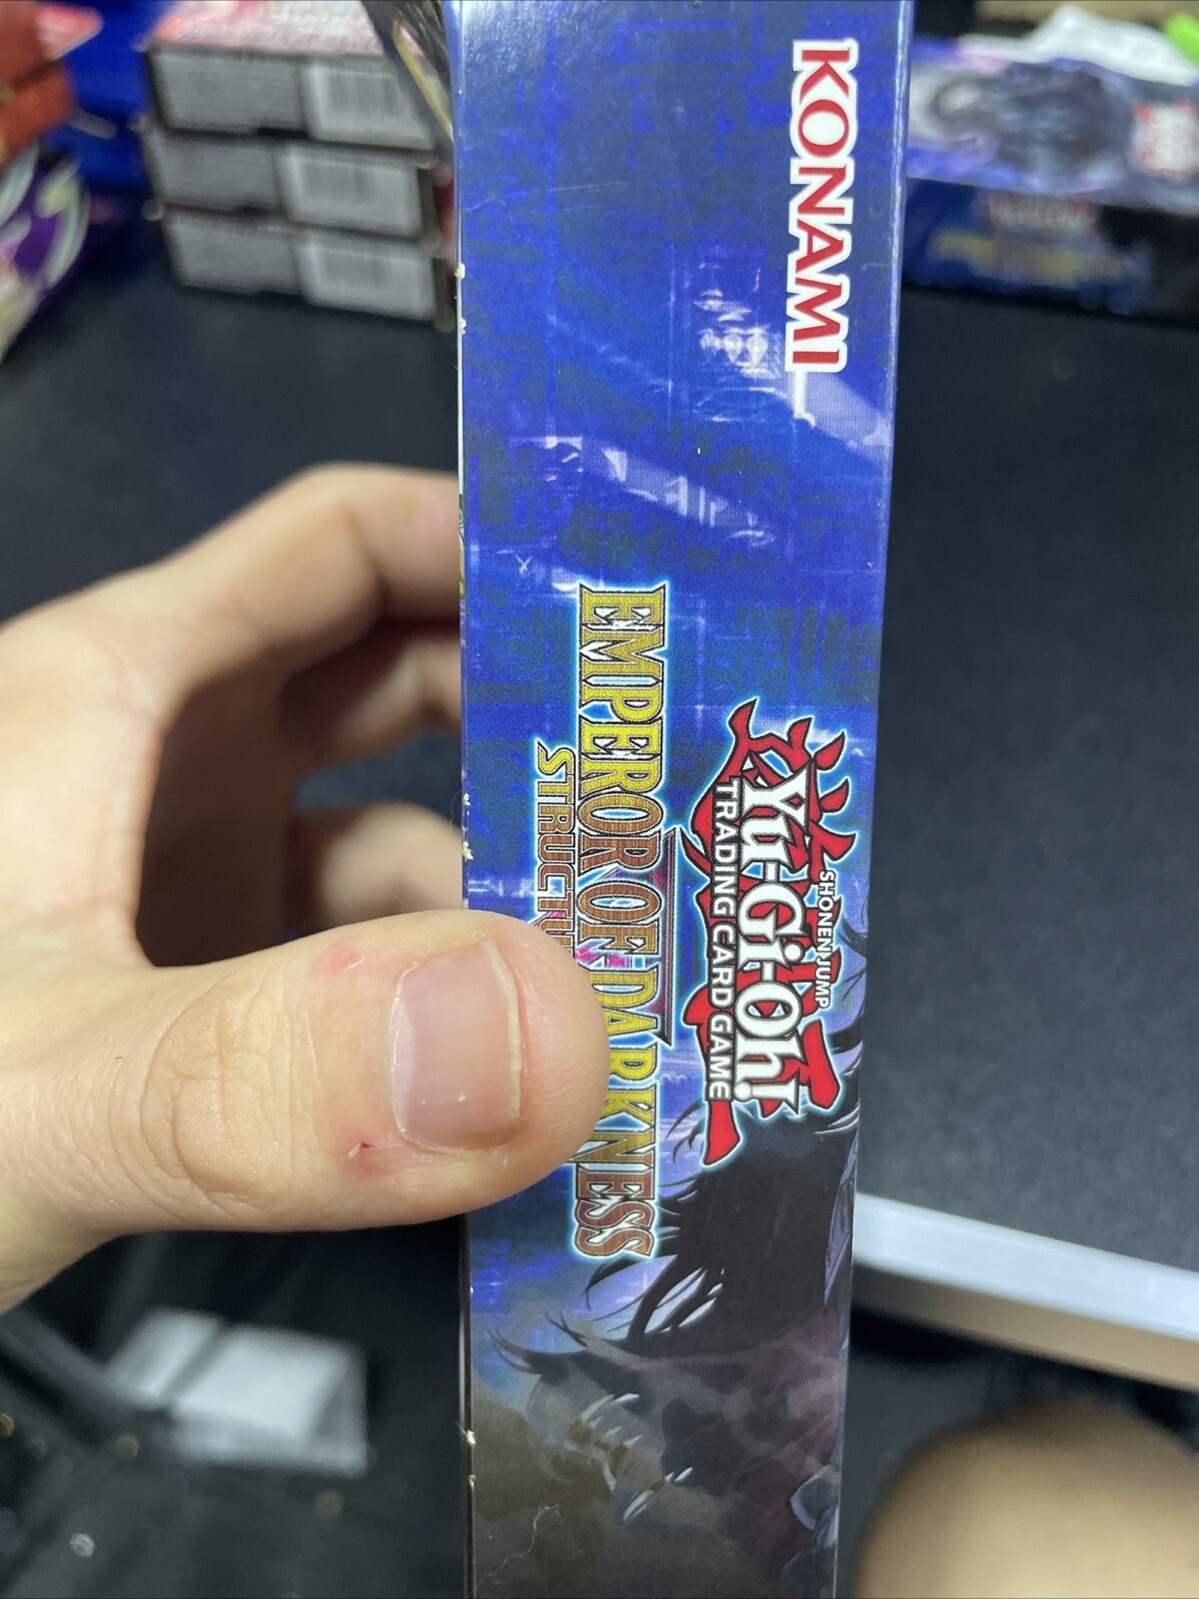 KONAMI
SHONEN JUMP
Yu-Gi-Oh!
TRADING CARD GAME
EMPEROR OF DARKNESS